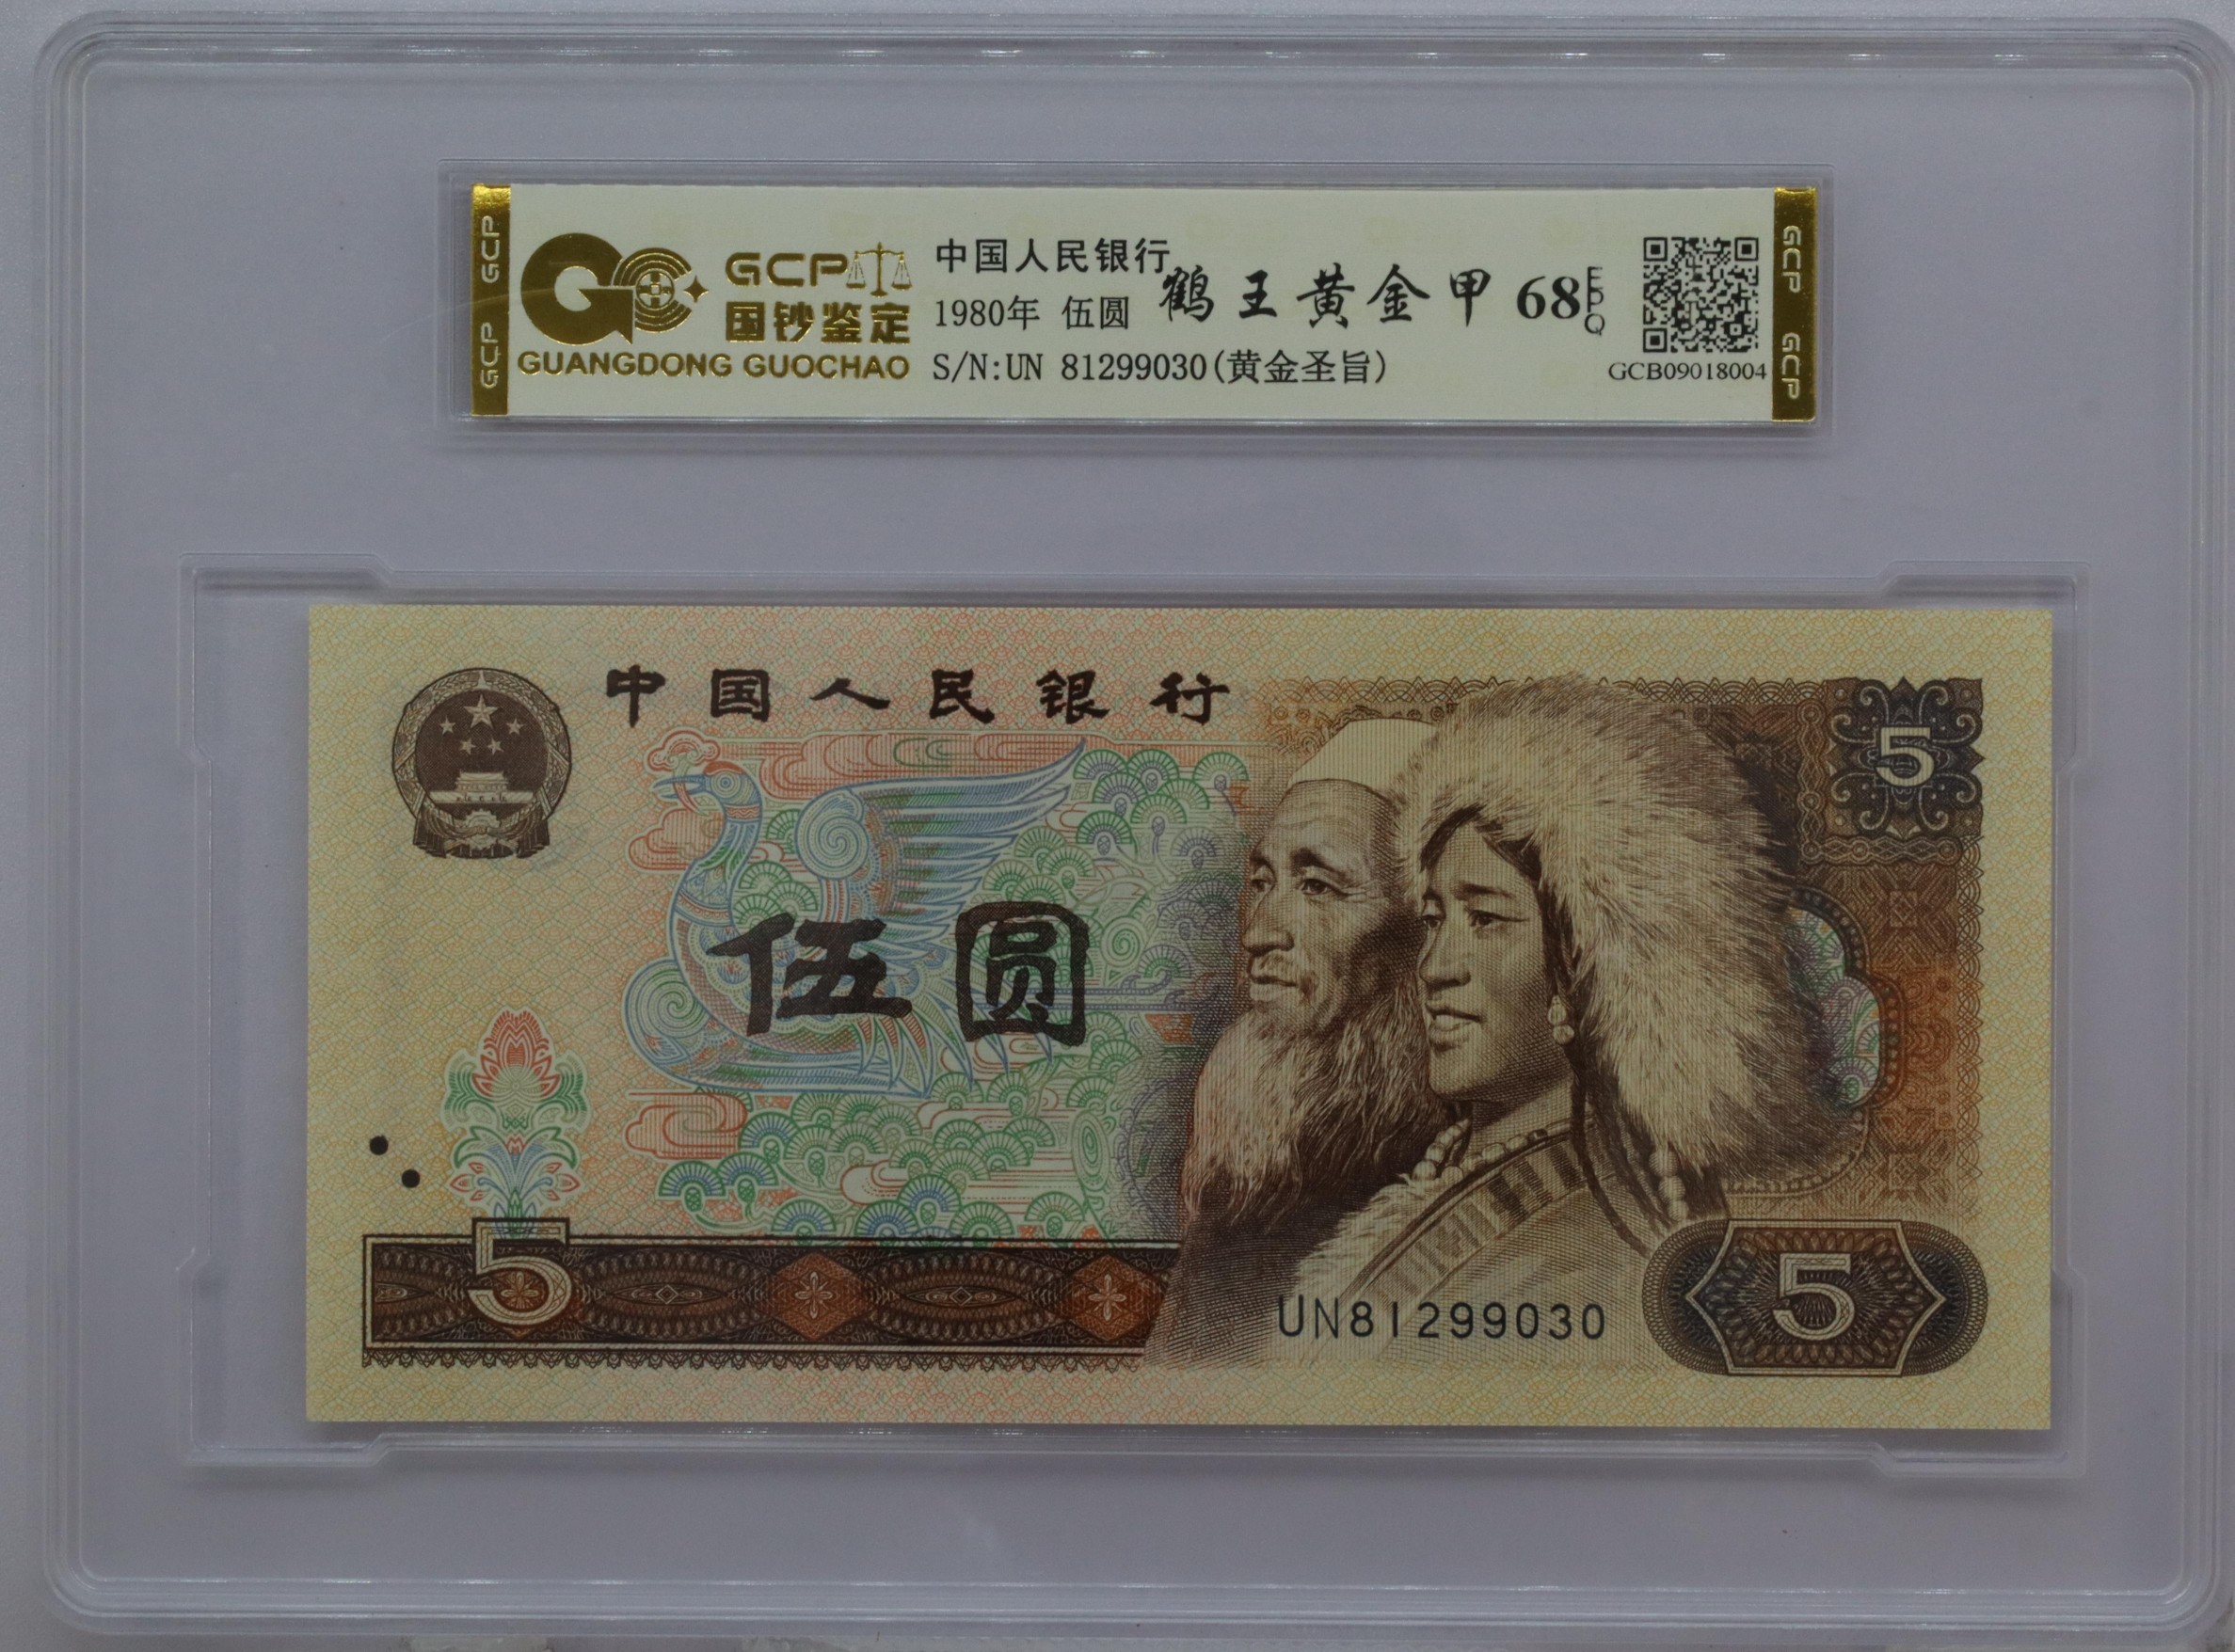 GCP GCP
GCP
国钞鉴定
GUANGDONG GUOCHAO
中国人民银行
1980年 伍圆
鹤王黄金甲 68 EPQ
S/N:UN 81299030(黄金圣旨)
GCB09018004
GCP GCP
中国人民银行
5
伍圆
5
UN81299030
5